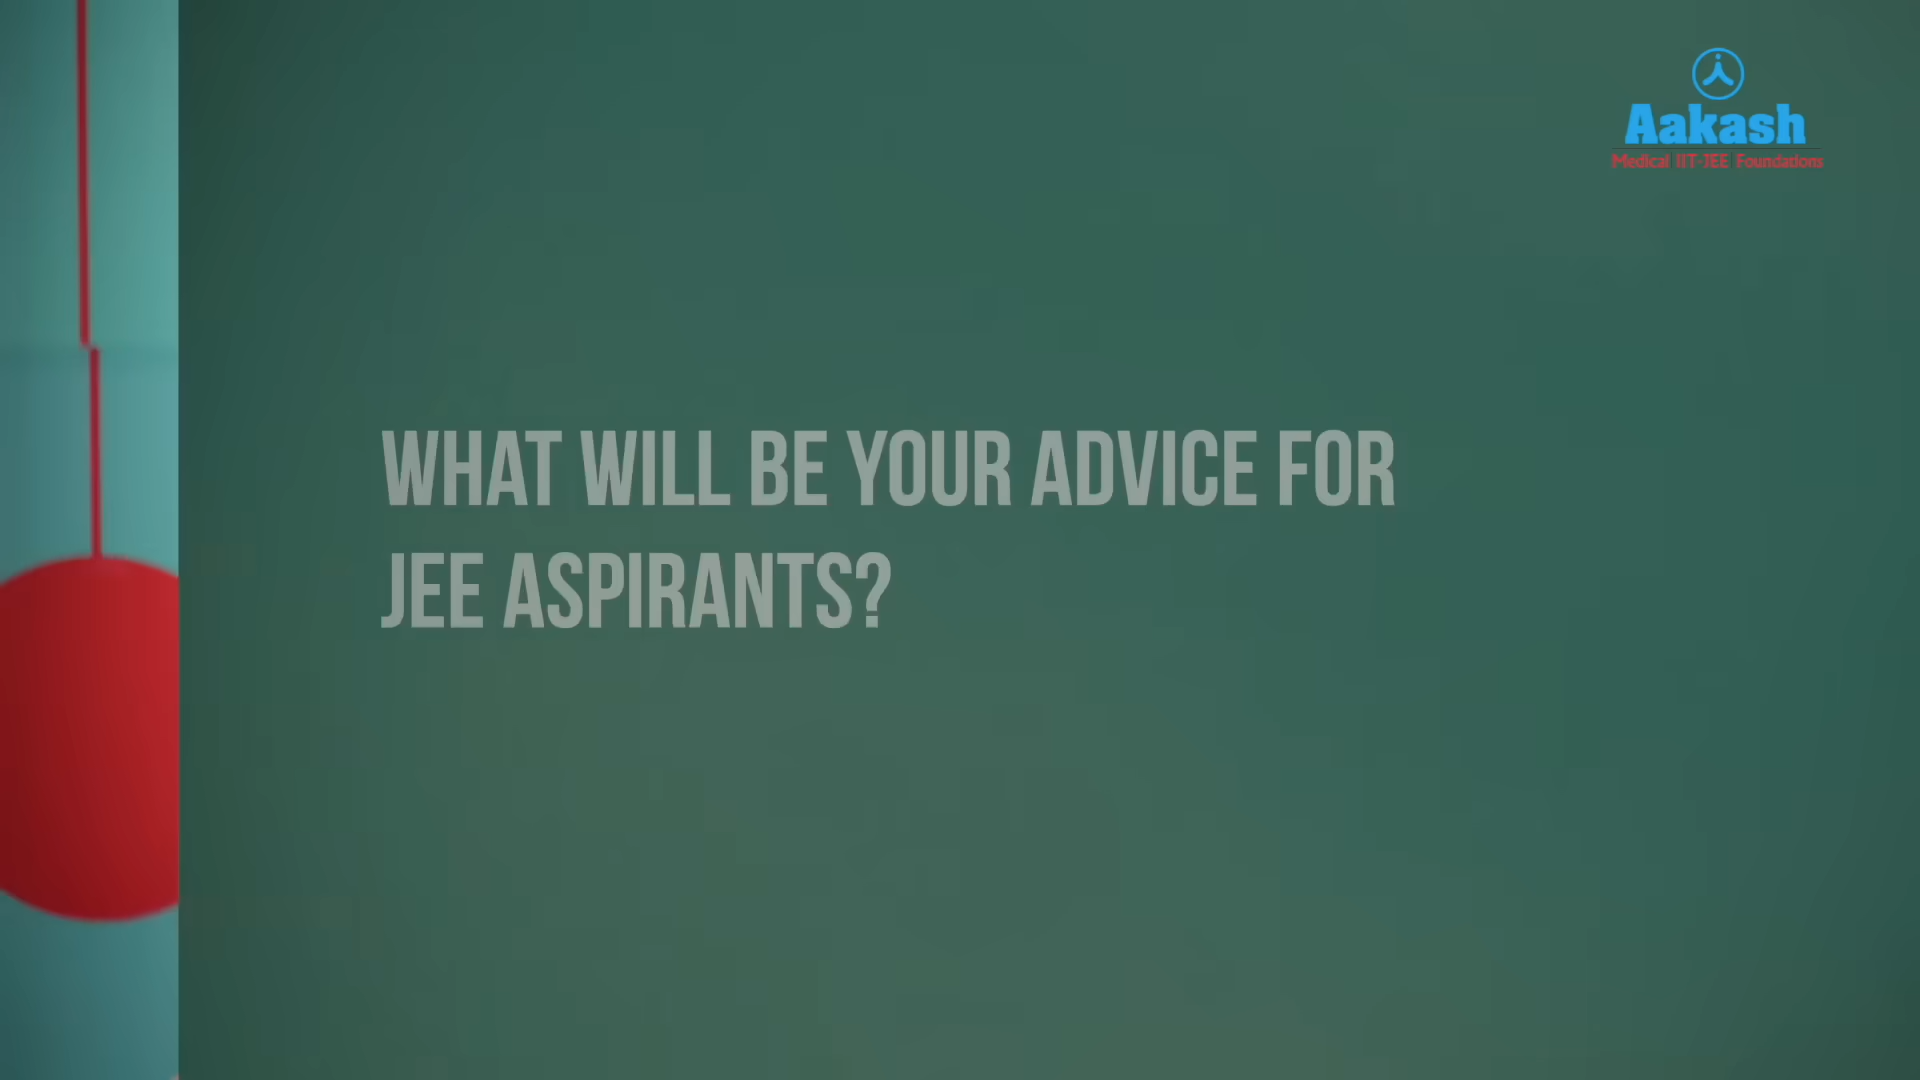 Aakash
Medical IIT-JEE Foundations
WHAT WILL BE YOUR ADVICE FOR
JEE ASPIRANTS?